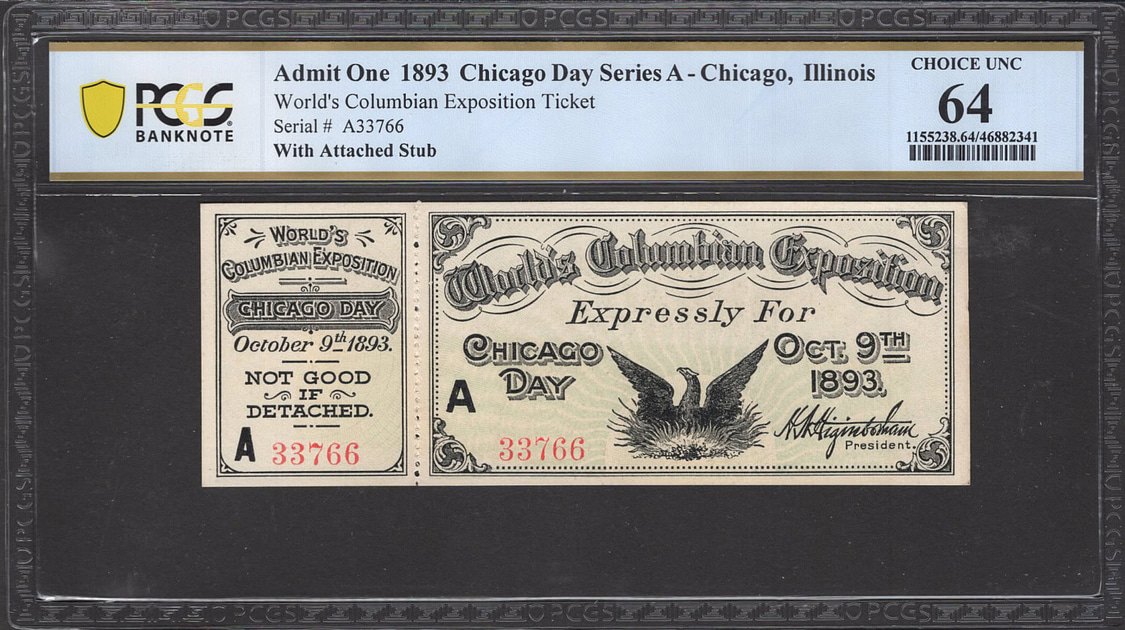 PCGS
BANKNOTE
Admit One 1893 Chicago Day Series A - Chicago, Illinois
World's Columbian Exposition Ticket
Serial # A33766
With Attached Stub
CHOICE UNC
64
1155238.64/46882341
WORLD'S
COLUMBIAN EXPOSITION
CHICAGO DAY
October 9th 1893.
NOT GOOD
IF
DETACHED.
A 33766
World's Columbian Exposition
Expressly For
CHICAGO
DAY
OCT. 9TH
1893.
A
33766
H.N. Higinbotham
President.